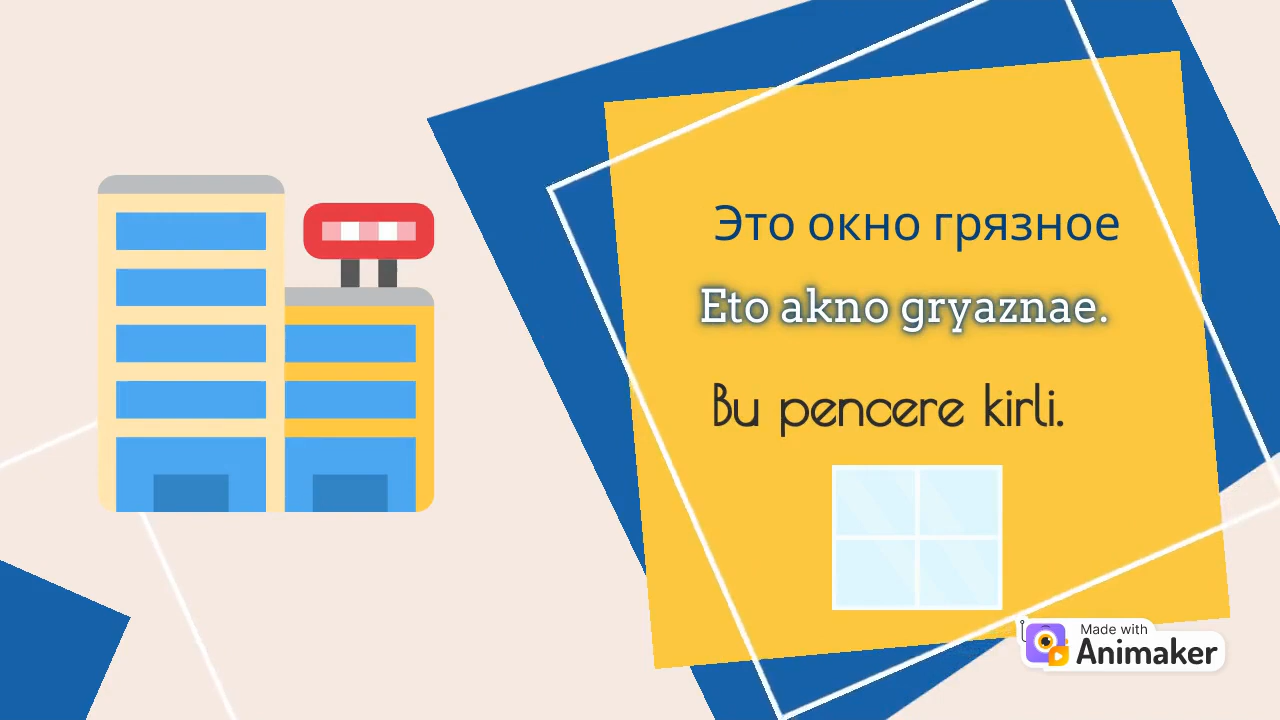 Это окно грязное
Eto akno gryaznae.
Bu pencere kirli.
Made with
Animaker